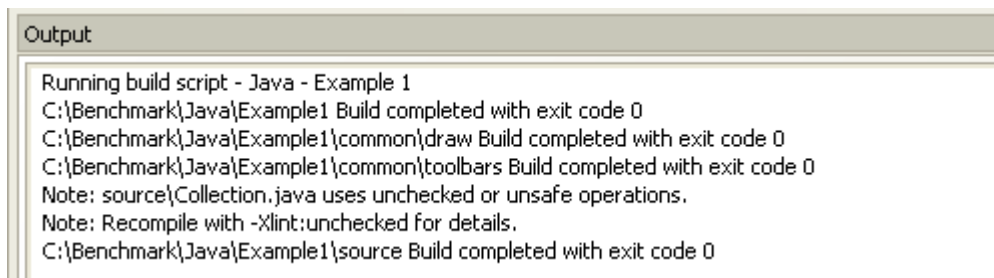 Output
Running build script - Java - Example 1
C:\Benchmark\Java\Example1 Build completed with exit code 0
C:\Benchmark\Java\Example1\common\draw Build completed with exit code 0
C:\Benchmark\Java\Example1\common\toolbars Build completed with exit code 0
Note: source\Collection.java uses unchecked or unsafe operations.
Note: Recompile with -Xlint:unchecked for details.
C:\Benchmark\Java\Example1\source Build completed with exit code 0